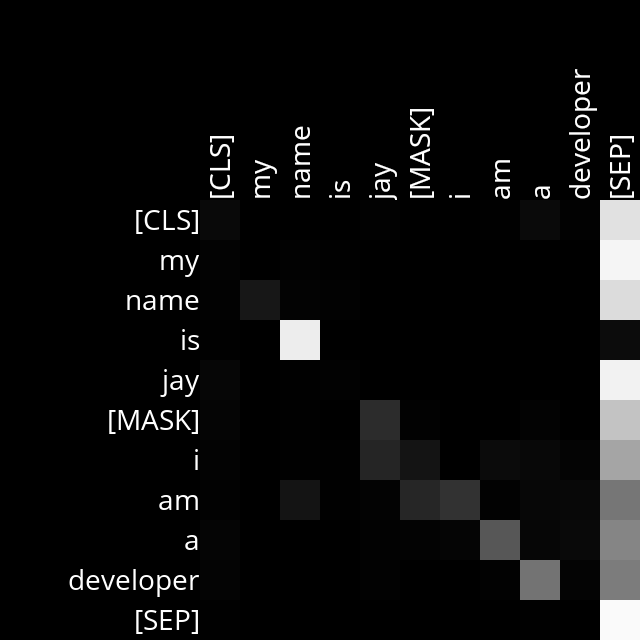 [CLS]
my
name
is
jay
[MASK]
i
am
a
developer
[SEP]
[CLS]
my
name
is
jay
[MASK]
i
am
a
developer
[SEP]